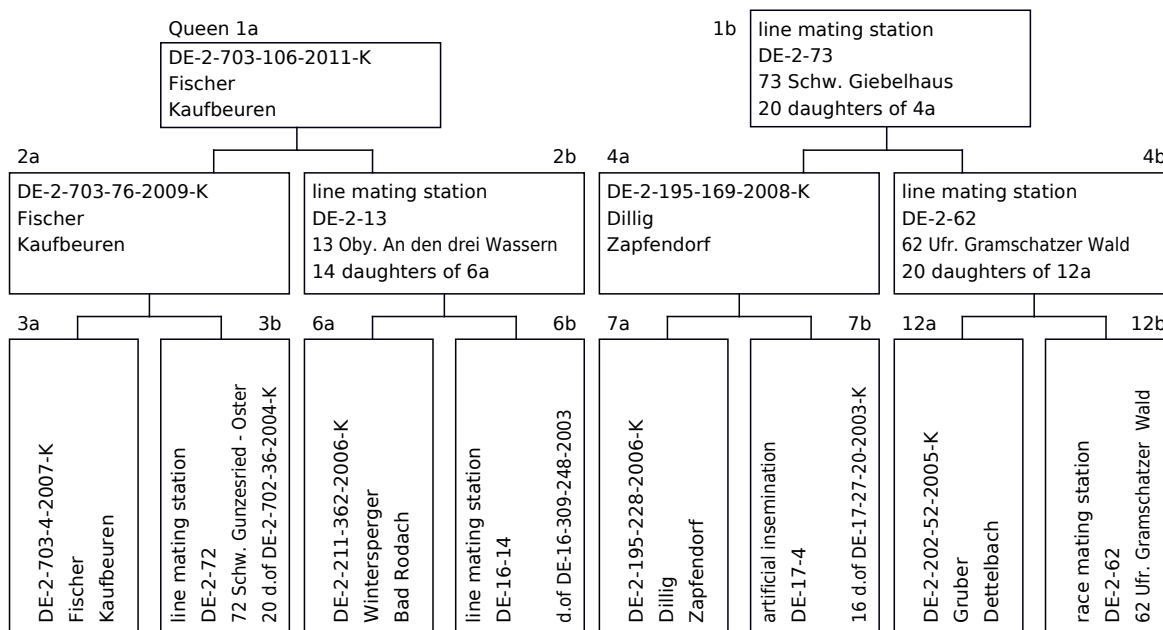 Queen 1a
DE-2-703-106-2011-K
Fischer
Kaufbeuren
1b
line mating station
DE-2-73
73 Schw. Giebelhaus
20 daughters of 4a
2a
DE-2-703-76-2009-K
Fischer
Kaufbeuren
2b
line mating station
DE-2-13
13 Oby. An den drei Wassern
14 daughters of 6a
4a
DE-2-195-169-2008-K
Dillig
Zapfendorf
4b
line mating station
DE-2-62
62 Ufr. Gramschatzer Wald
20 daughters of 12a
3a
DE-2-703-4-2007-K
Fischer
Kaufbeuren
3b
line mating station
DE-2-72
72 Schw. Gunzesried - Oster
20 d.of DE-2-702-36-2004-K
6a
DE-2-211-362-2006-K
Wintersperger
Bad Rodach
6b
line mating station
DE-16-14
d.of DE-16-309-248-2003
7a
DE-2-195-228-2006-K
Dillig
Zapfendorf
7b
artificial insemination
DE-17-4
16 d.of DE-17-27-20-2003-K
12a
DE-2-202-52-2005-K
Gruber
Dettelbach
12b
race mating station
DE-2-62
62 Ufr. Gramschatzer Wald